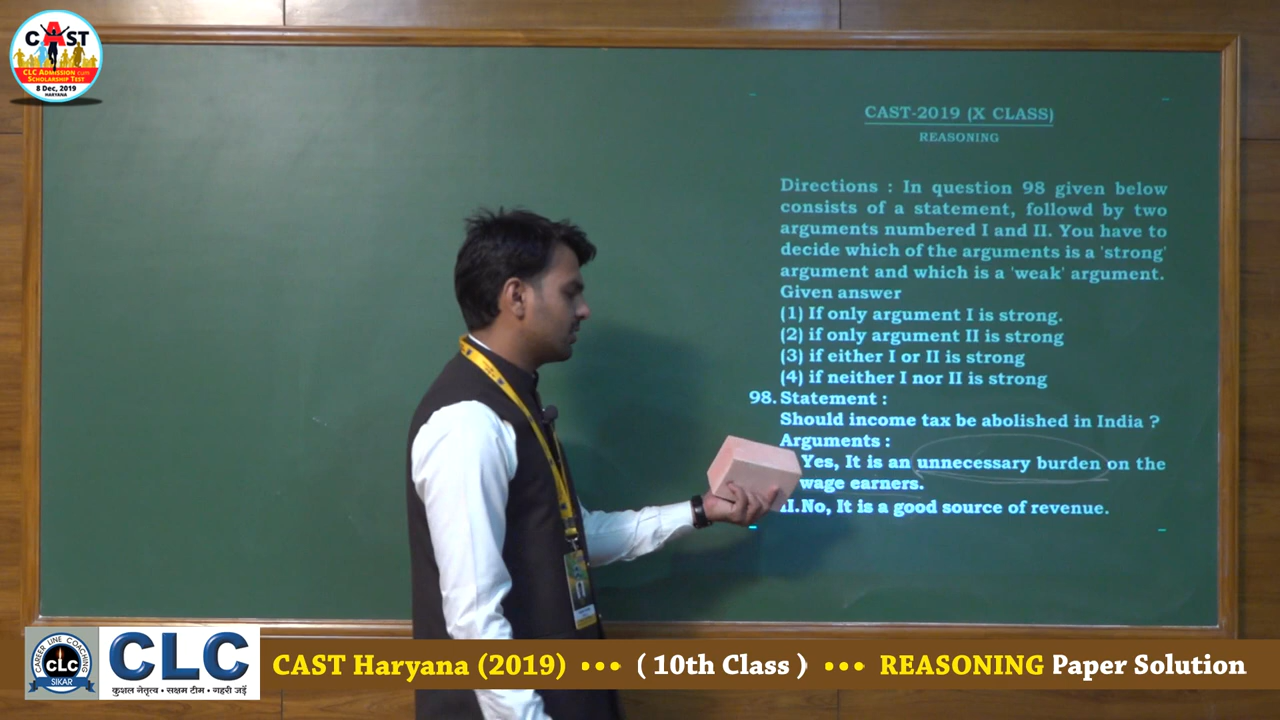 CAST
CLC ADMISSION CUM
SCHOLARSHIP TEST
8 Dec, 2019
HARYANA
CAST-2019 (X CLASS)
REASONING
Directions : In question 98 given below
consists of a statement, followd by two
arguments numbered I and II. You have to
decide which of the arguments is a 'strong'
argument and which is a 'weak' argument.
Given answer
(1) If only argument I is strong.
(2) if only argument II is strong
(3) if either I or II is strong
(4) if neither I nor II is strong
98. Statement :
Should income tax be abolished in India ?
Arguments :
Yes, It is an unnecessary burden on the
wage earners.
II.No, It is a good source of revenue.
CAREER LINE COACHING
CLC
SIKAR
CLC
कुशल नेतृत्व • सक्षम टीम • गहरी जड़ें
CAST Haryana (2019) ••• ( 10th Class ) ••• REASONING Paper Solution